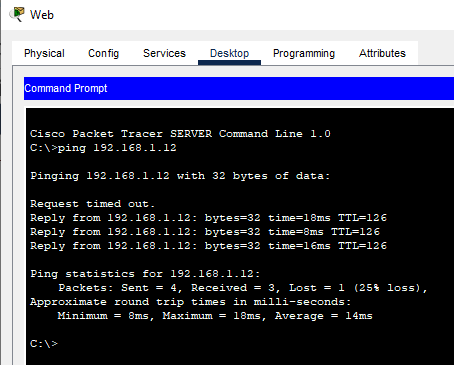 Web
Physical Config Services Desktop Programming Attributes
Command Prompt
Cisco Packet Tracer SERVER Command Line 1.0
C:\>ping 192.168.1.12
Pinging 192.168.1.12 with 32 bytes of data:
Request timed out.
Reply from 192.168.1.12: bytes=32 time=18ms TTL=126
Reply from 192.168.1.12: bytes=32 time=8ms TTL=126
Reply from 192.168.1.12: bytes=32 time=16ms TTL=126
Ping statistics for 192.168.1.12:
    Packets: Sent = 4, Received = 3, Lost = 1 (25% loss),
Approximate round trip times in milli-seconds:
    Minimum = 8ms, Maximum = 18ms, Average = 14ms
C:\>